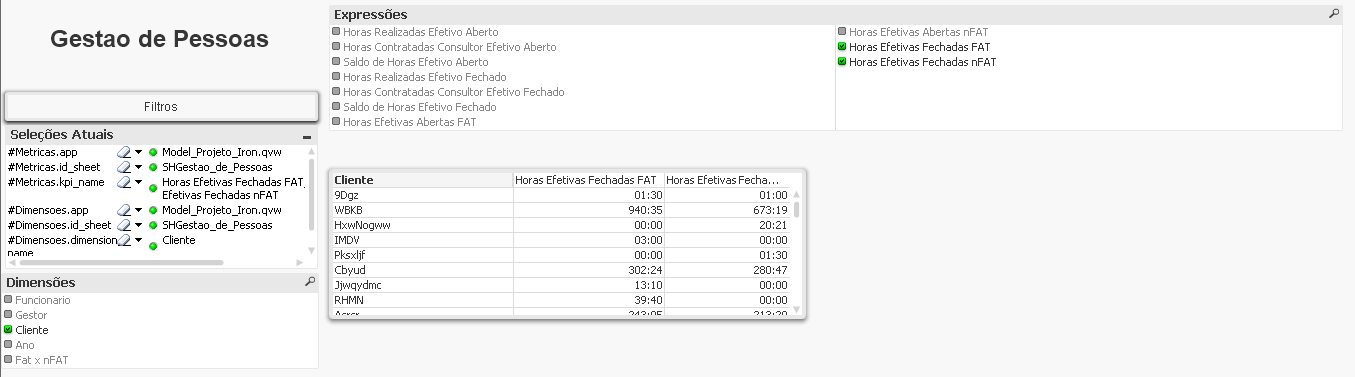 Gestao de Pessoas
Filtros
Seleções Atuais
#Metricas.app Model_Projeto_Iron.qvw
#Metricas.id_sheet SHGestao_de_Pessoas
#Metricas.kpi_name Horas Efetivas Fechadas FAT,
Efetivas Fechadas nFAT
#Dimensoes.app Model_Projeto_Iron.qvw
#Dimensoes.id_sheet SHGestao_de_Pessoas
#Dimensoes.dimension Cliente
name
Dimensões
Funcionario
Gestor
Cliente
Ano
Fat x nFAT
Expressões
Horas Realizadas Efetivo Aberto
Horas Contratadas Consultor Efetivo Aberto
Saldo de Horas Efetivo Aberto
Horas Realizadas Efetivo Fechado
Horas Contratadas Consultor Efetivo Fechado
Saldo de Horas Efetivo Fechado
Horas Efetivas Abertas FAT
Horas Efetivas Abertas nFAT
Horas Efetivas Fechadas FAT
Horas Efetivas Fechadas nFAT
Cliente Horas Efetivas Fechadas FAT Horas Efetivas Fecha...
9Dgz 01:30 01:00
WBKB 940:35 673:19
HxwNogww 00:00 20:21
IMDV 03:00 00:00
Pksxljf 00:00 01:30
Cbyud 302:24 280:47
Jjwqydmc 13:10 00:00
RHMN 39:40 00:00
Acrcr 243:05 213:20